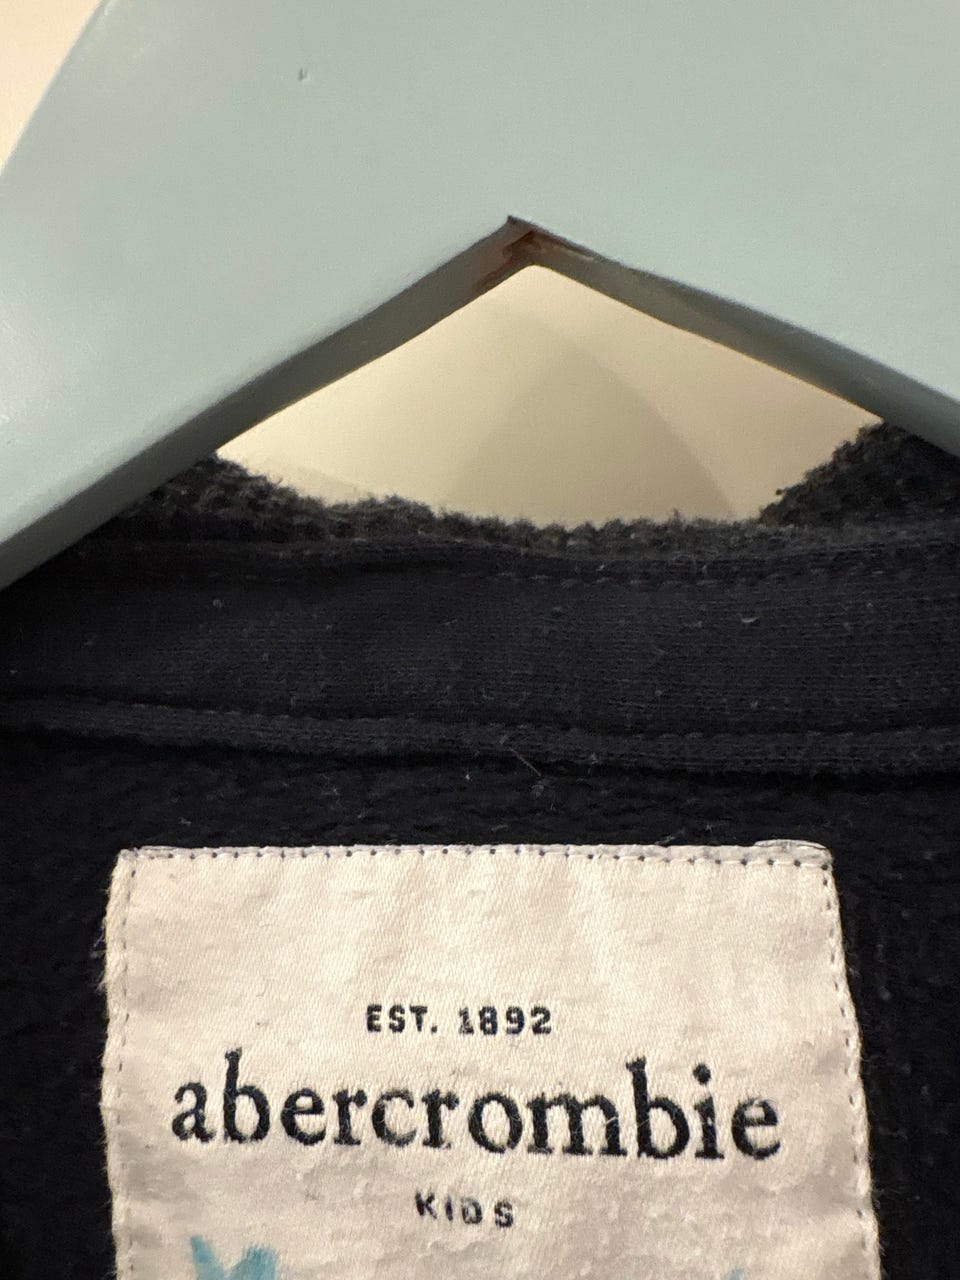 EST. 1892
abercrombie
KIDS